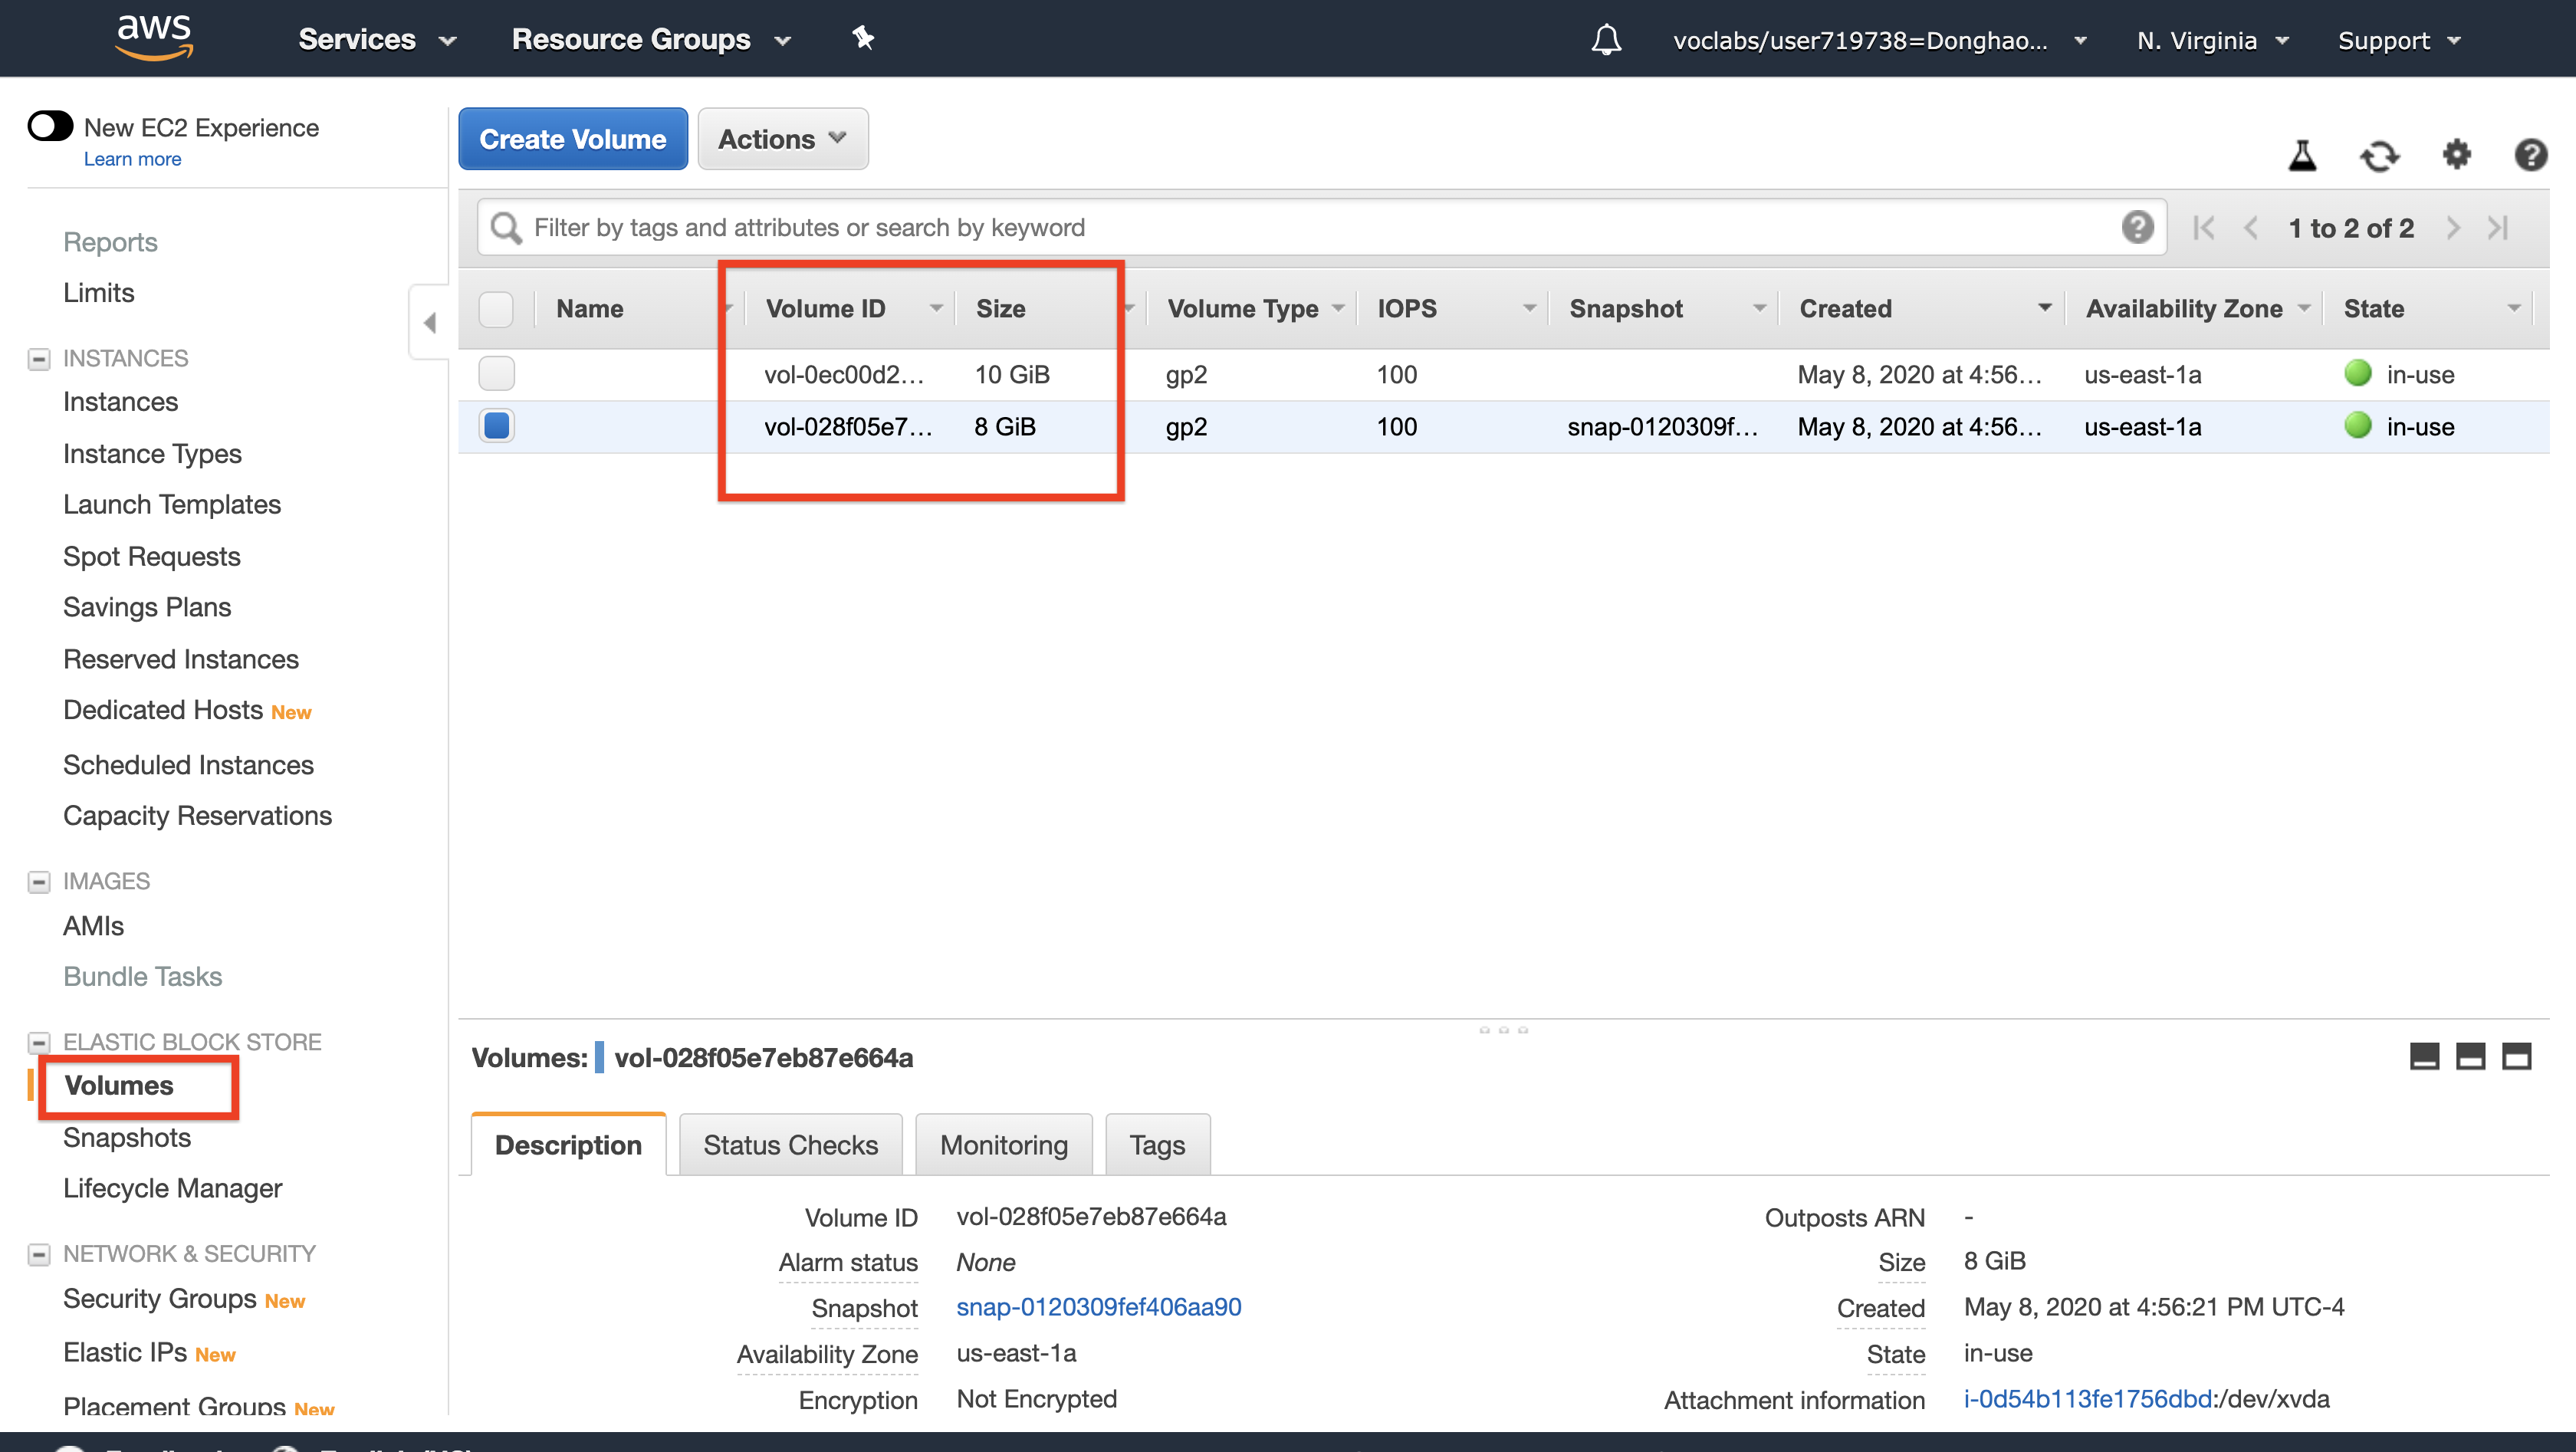 aws Services Resource Groups voclabs/user719738=Donghao... N. Virginia Support
New EC2 Experience
Learn more
Reports
Limits
INSTANCES
Instances
Instance Types
Launch Templates
Spot Requests
Savings Plans
Reserved Instances
Dedicated Hosts New
Scheduled Instances
Capacity Reservations
IMAGES
AMIs
Bundle Tasks
ELASTIC BLOCK STORE
Volumes
Snapshots
Lifecycle Manager
NETWORK & SECURITY
Security Groups New
Elastic IPs New
Placement Groups New
Create Volume Actions
Filter by tags and attributes or search by keyword 1 to 2 of 2
Name Volume ID Size Volume Type IOPS Snapshot Created Availability Zone State
vol-0ec00d2... 10 GiB gp2 100 May 8, 2020 at 4:56... us-east-1a in-use
vol-028f05e7... 8 GiB gp2 100 snap-0120309f... May 8, 2020 at 4:56... us-east-1a in-use
Volumes: vol-028f05e7eb87e664a
Description Status Checks Monitoring Tags
Volume ID vol-028f05e7eb87e664a Outposts ARN -
Alarm status None Size 8 GiB
Snapshot snap-0120309fef406aa90 Created May 8, 2020 at 4:56:21 PM UTC-4
Availability Zone us-east-1a State in-use
Encryption Not Encrypted Attachment information i-0d54b113fe1756dbd:/dev/xvda